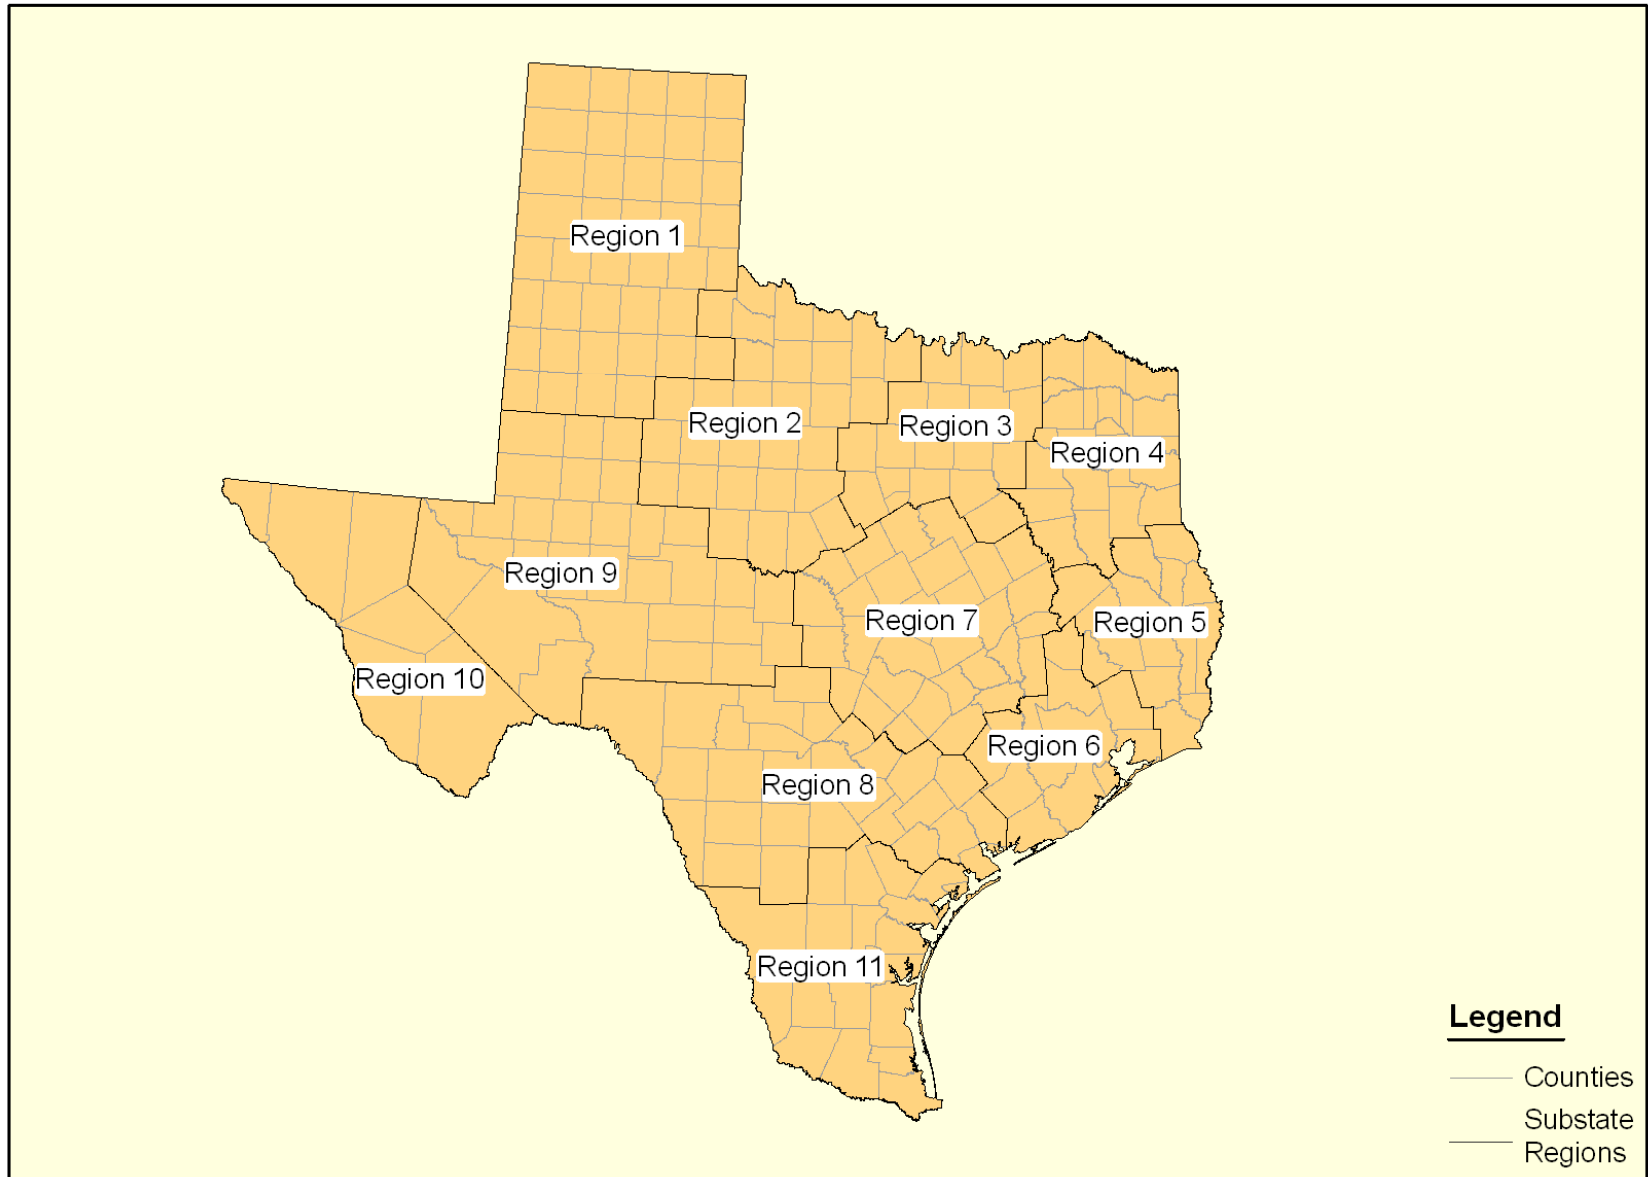 Region 1
Region 2
Region 3
Region 4
Region 9
Region 7
Region 5
Region 10
Region 6
Region 8
Region 11
Legend
Counties
Substate
Regions